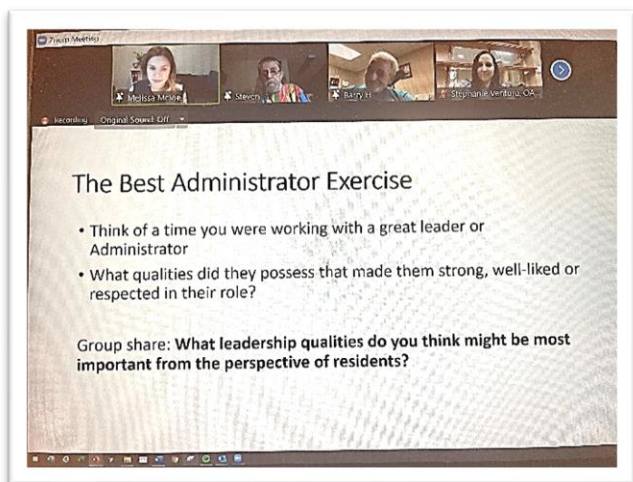 Zoom Meeting
Melissa McVie
Steven
Barry H
Stephanie Ventura, OA
Recording
Original Sound: Off
The Best Administrator Exercise
• Think of a time you were working with a great leader or
Administrator
• What qualities did they possess that made them strong, well-liked or
respected in their role?
Group share: What leadership qualities do you think might be most
important from the perspective of residents?